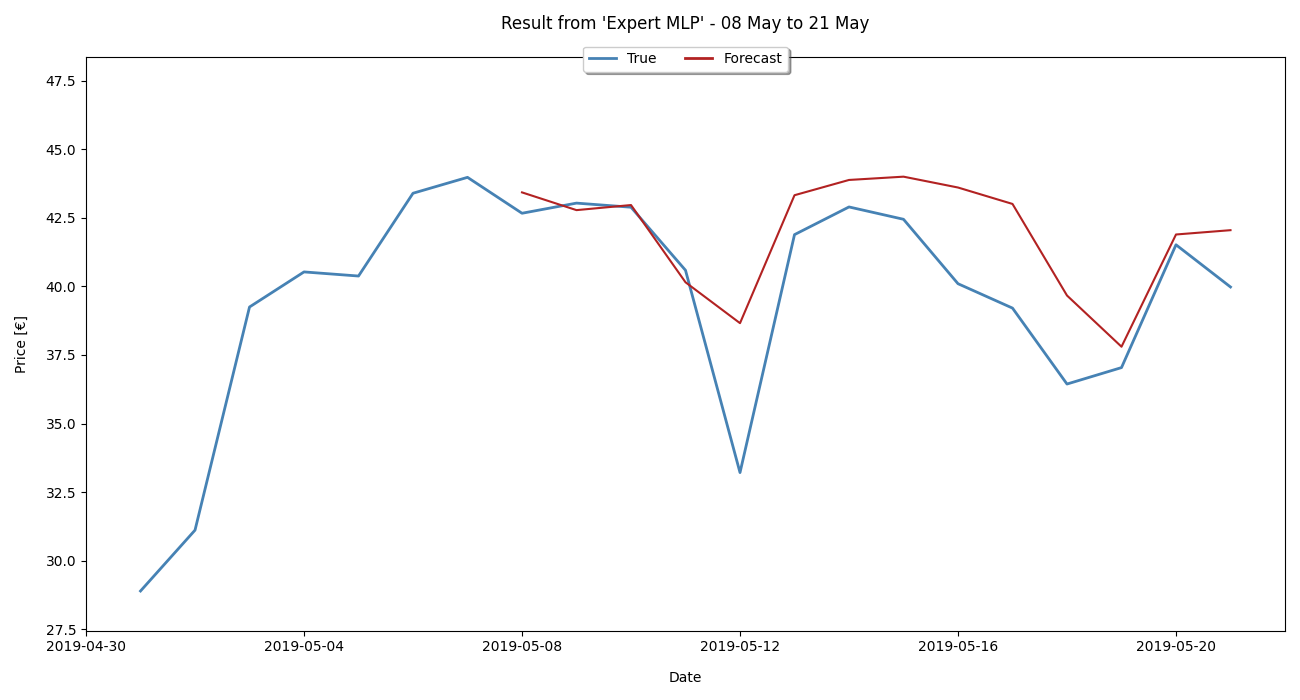 Result from 'Expert MLP' - 08 May to 21 May
True Forecast
47.5
45.0
42.5
40.0
37.5
35.0
32.5
30.0
27.5
Price [€]
2019-04-30 2019-05-04 2019-05-08 2019-05-12 2019-05-16 2019-05-20
Date